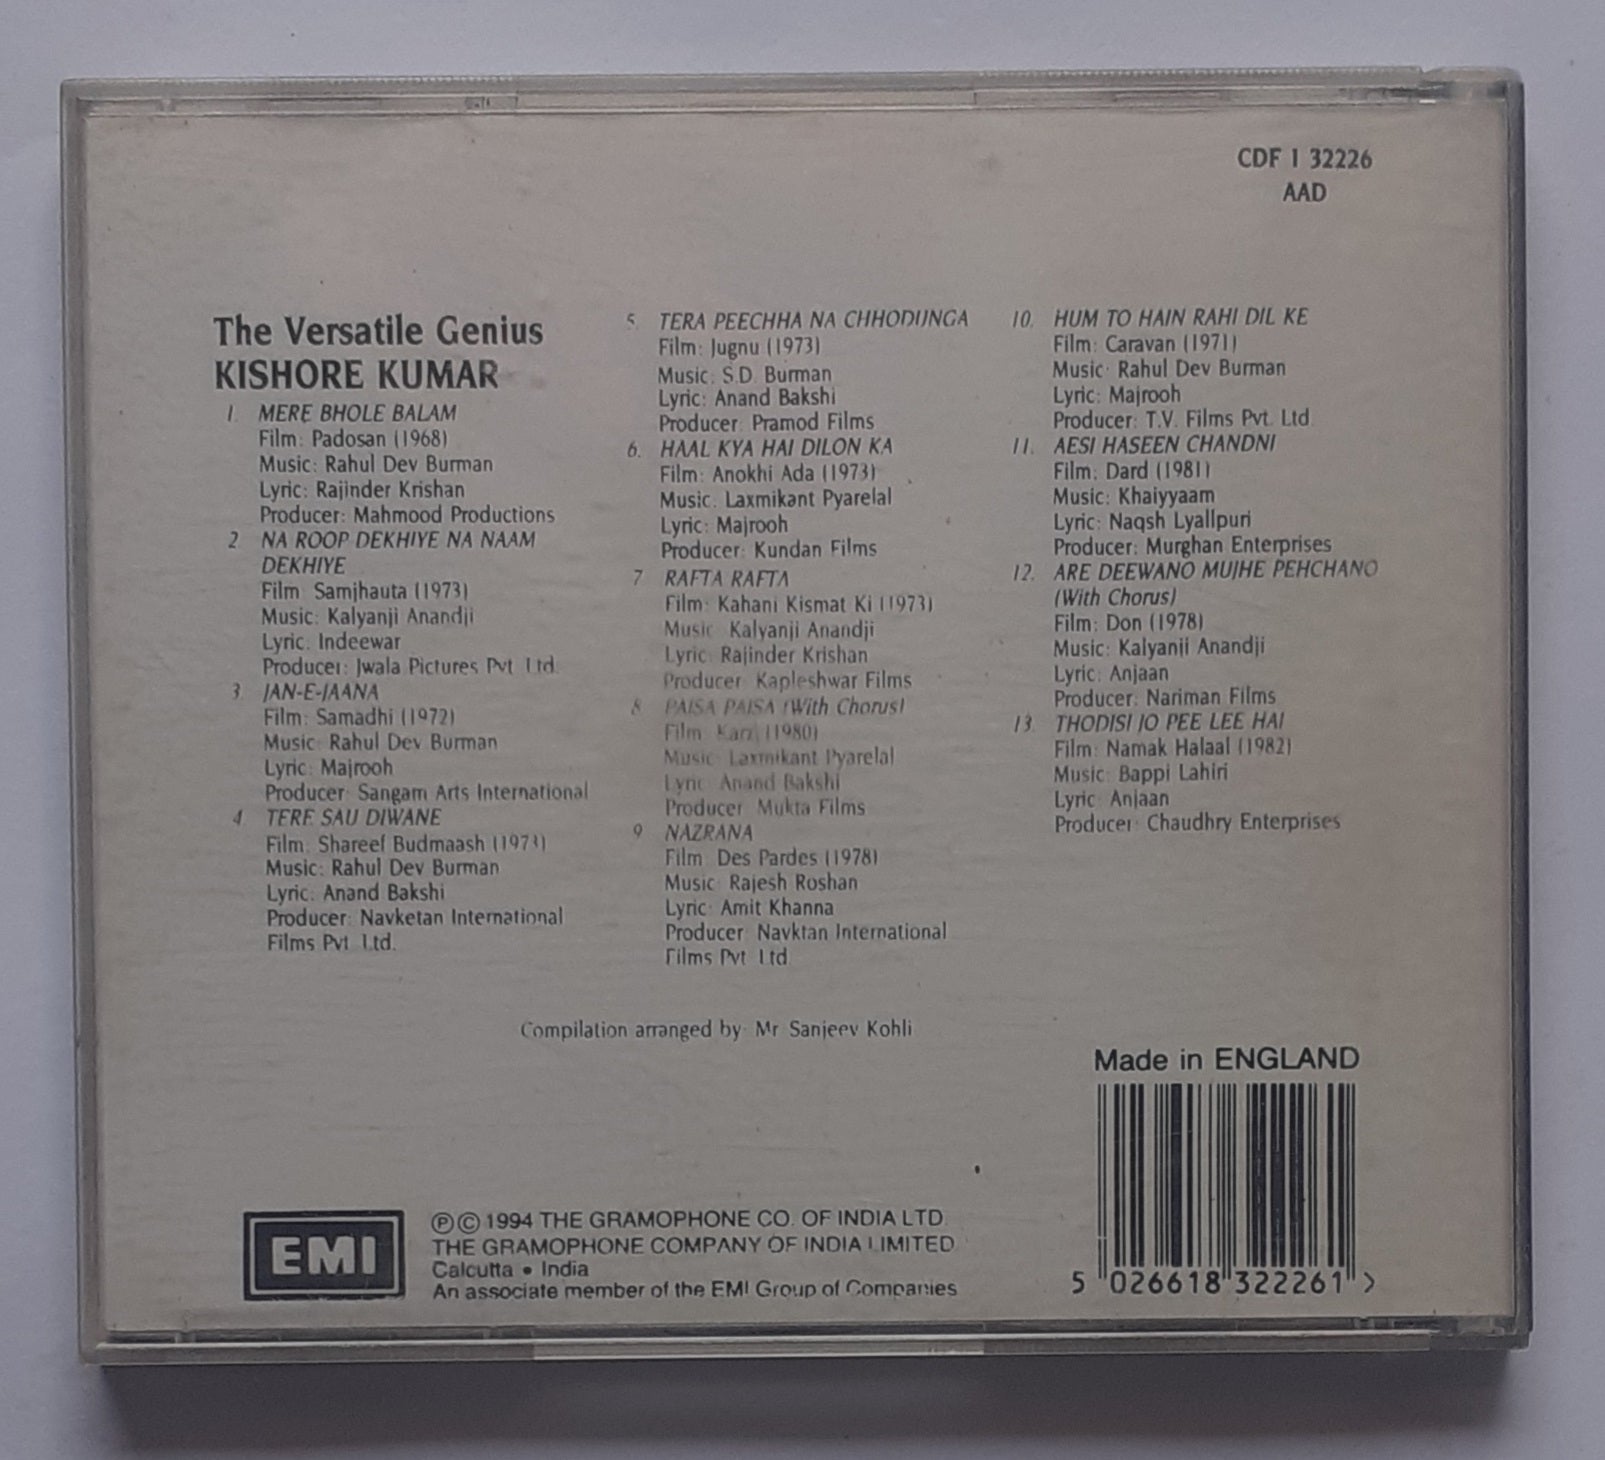 CDF 1 32226
AAD
The Versatile Genius
KISHORE KUMAR
1. MERE BHOLE BALAM
Film: Padosan (1968)
Music: Rahul Dev Burman
Lyric: Rajinder Krishan
Producer: Mahmood Productions
2 NA ROOP DEKHIYE NA NAAM
DEKHIYE
Film: Samjhauta (1973)
Music: Kalyanji Anandji
Lyric: Indeewar
Producer: Jwala Pictures Pvt. Ltd.
3 JAN-E-JAANA
Film: Samadhi (1972)
Music: Rahul Dev Burman
Lyric: Majrooh
Producer: Sangam Arts International
4 TERE SAU DIWANE
Film: Shareef Budmaash (1973)
Music: Rahul Dev Burman
Lyric: Anand Bakshi
Producer: Navketan International
Films Pvt. Ltd.
5. TERA PEECHHA NA CHHODUNGA
Film: Jugnu (1973)
Music: S.D. Burman
Lyric: Anand Bakshi
Producer: Pramod Films
6. HAAL KYA HAI DILON KA
Film: Anokhi Ada (1973)
Music: Laxmikant Pyarelal
Lyric: Majrooh
Producer: Kundan Films
7 RAFTA RAFTA
Film: Kahani Kismat Ki (1973)
Music: Kalyanji Anandji
Lyric: Rajinder Krishan
Producer: Kapleshwar Films
8 PAISA PAISA (With Chorus)
Film: Karz (1980)
Music: Laxmikant Pyarelal
Lyric: Anand Bakshi
Producer: Mukta Films
9 NAZRANA
Film: Des Pardes (1978)
Music: Rajesh Roshan
Lyric: Amit Khanna
Producer: Navktan International
Films Pvt. Ltd.
10. HUM TO HAIN RAHI DIL KE
Film: Caravan (1971)
Music: Rahul Dev Burman
Lyric: Majrooh
Producer: T.V. Films Pvt. Ltd.
11. AESI HASEEN CHANDNI
Film: Dard (1981)
Music: Khaiyyaam
Lyric: Naqsh Lyallpuri
Producer: Murghan Enterprises
12. ARE DEEWANO MUJHE PEHCHANO
(With Chorus)
Film: Don (1978)
Music: Kalyanji Anandji
Lyric: Anjaan
Producer: Nariman Films
13 THODISI JO PEE LEE HAI
Film: Namak Halaal (1982)
Music: Bappi Lahiri
Lyric: Anjaan
Producer: Chaudhry Enterprises
Compilation arranged by: Mr. Sanjeev Kohli
Made in ENGLAND
5 026618 322261 >
EMI
℗© 1994 THE GRAMOPHONE CO. OF INDIA LTD.
THE GRAMOPHONE COMPANY OF INDIA LIMITED
Calcutta • India
An associate member of the EMI Group of Companies